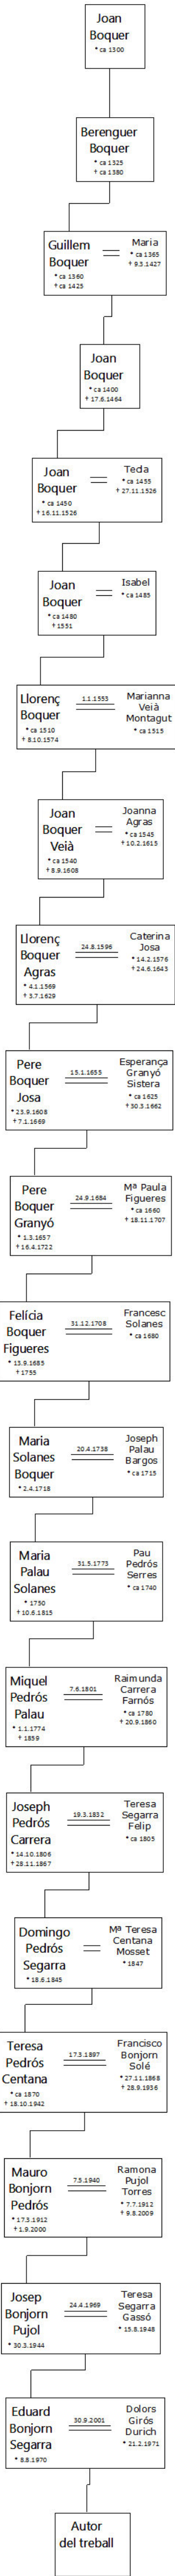 Joan
Boquer
* ca 1300
Berenguer
Boquer
* ca 1325
† ca 1380
Guillem
Boquer
* ca 1360
† ca 1425
Maria
* ca 1365
† 9.3.1427
Joan
Boquer
* ca 1400
† 17.6.1464
Joan
Boquer
* ca 1450
† 16.11.1526
Tecla
* ca 1455
† 27.11.1526
Joan
Boquer
* ca 1480
† 1551
Isabel
* ca 1485
Llorenç
Boquer
* ca 1510
† 8.10.1574
1.1.1553
Marianna
Veià
Montagut
* ca 1515
Joan
Boquer
Veià
* ca 1540
† 8.9.1608
Joanna
Agras
* ca 1545
† 10.2.1615
Llorenç
Boquer
Agras
* 4.1.1569
† 3.7.1629
24.8.1596
Caterina
Josa
* 14.2.1576
† 24.6.1643
Pere
Boquer
Josa
* 23.9.1608
† 7.1.1669
15.1.1655
Esperança
Granyó
Sistera
* ca 1625
† 30.3.1662
Pere
Boquer
Granyó
* 1.3.1657
† 16.4.1722
24.9.1684
Mª Paula
Figueres
* ca 1660
† 18.11.1707
Felícia
Boquer
Figueres
* 13.9.1685
† 1755
31.12.1708
Francesc
Solanes
* ca 1680
Maria
Solanes
Boquer
* 2.4.1718
20.4.1738
Joseph
Palau
Bargos
* ca 1715
Maria
Palau
Solanes
* 1750
† 10.6.1815
31.5.1773
Pau
Pedrós
Serres
* ca 1740
Miquel
Pedrós
Palau
* 1.1.1774
† 1859
7.6.1801
Raimunda
Carrera
Farnós
* ca 1780
† 20.9.1860
Joseph
Pedrós
Carrera
* 14.10.1806
† 28.11.1867
19.3.1832
Teresa
Segarra
Felip
* ca 1805
Domingo
Pedrós
Segarra
* 18.6.1845
Mª Teresa
Centana
Mosset
* 1847
Teresa
Pedrós
Centana
* ca 1870
† 18.10.1942
17.3.1897
Francisco
Bonjorn
Solé
* 27.11.1868
† 28.9.1936
Mauro
Bonjorn
Pedrós
* 17.3.1912
† 1.9.2000
7.5.1940
Ramona
Pujol
Torres
* 7.7.1912
† 9.8.2009
Josep
Bonjorn
Pujol
* 30.3.1944
24.4.1969
Teresa
Segarra
Gassó
* 15.8.1948
Eduard
Bonjorn
Segarra
* 8.8.1970
30.9.2001
Dolors
Girós
Durich
* 21.2.1971
Autor
del treball